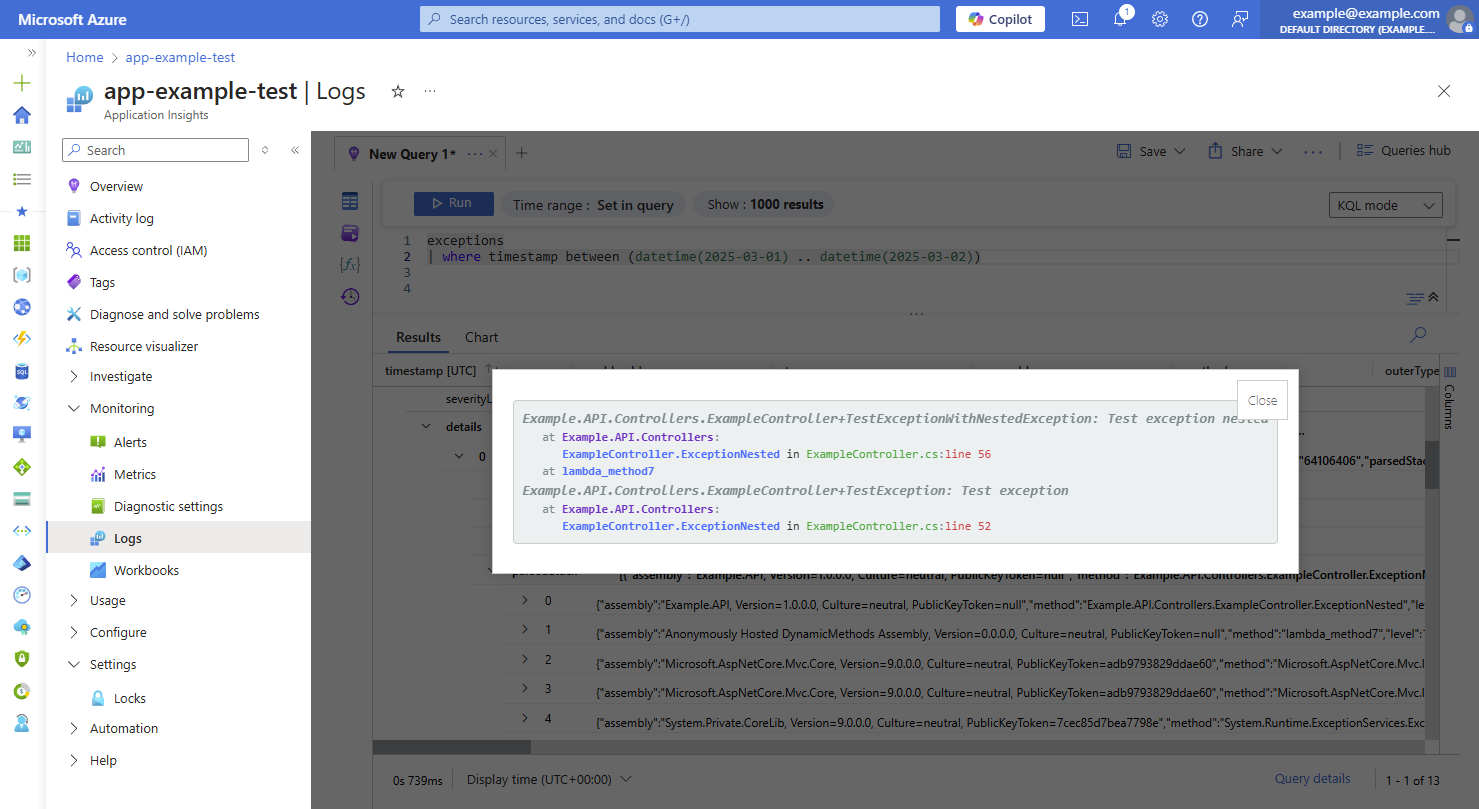 Microsoft Azure
Search resources, services, and docs (G+/)
Copilot
1
example@example.com
DEFAULT DIRECTORY (EXAMPLE....
Home > app-example-test
app-example-test | Logs
Application Insights
Search
Overview
Activity log
Access control (IAM)
Tags
Diagnose and solve problems
Resource visualizer
Investigate
Monitoring
Alerts
Metrics
Diagnostic settings
Logs
Workbooks
Usage
Configure
Settings
Locks
Automation
Help
New Query 1*
Save
Share
Queries hub
Run
Time range : Set in query
Show : 1000 results
KQL mode
1 exceptions
2 | where timestamp between (datetime(2025-03-01) .. datetime(2025-03-02))
3
4
Results
Chart
timestamp [UTC]
outerType
Columns
severityL
details
0
"64106406","parsedStac
Close
Example.API.Controllers.ExampleController+TestExceptionWithNestedException: Test exception nested
at Example.API.Controllers:
ExampleController.ExceptionNested in ExampleController.cs:line 56
at lambda_method7
Example.API.Controllers.ExampleController+TestException: Test exception
at Example.API.Controllers:
ExampleController.ExceptionNested in ExampleController.cs:line 52
parsedStack [{"assembly":"Example.API, Version=1.0.0.0, Culture=neutral, PublicKeyToken=null","method":"Example.API.Controllers.ExampleController.ExceptionN
0 {"assembly":"Example.API, Version=1.0.0.0, Culture=neutral, PublicKeyToken=null","method":"Example.API.Controllers.ExampleController.ExceptionNested","le
1 {"assembly":"Anonymously Hosted DynamicMethods Assembly, Version=0.0.0.0, Culture=neutral, PublicKeyToken=null","method":"lambda_method7","level":
2 {"assembly":"Microsoft.AspNetCore.Mvc.Core, Version=9.0.0.0, Culture=neutral, PublicKeyToken=adb9793829ddae60","method":"Microsoft.AspNetCore.Mvc.I
3 {"assembly":"Microsoft.AspNetCore.Mvc.Core, Version=9.0.0.0, Culture=neutral, PublicKeyToken=adb9793829ddae60","method":"Microsoft.AspNetCore.Mvc.I
4 {"assembly":"System.Private.CoreLib, Version=9.0.0.0, Culture=neutral, PublicKeyToken=7cec85d7bea7798e","method":"System.Runtime.ExceptionServices.Exc
0s 739ms
Display time (UTC+00:00)
Query details
1 - 1 of 13